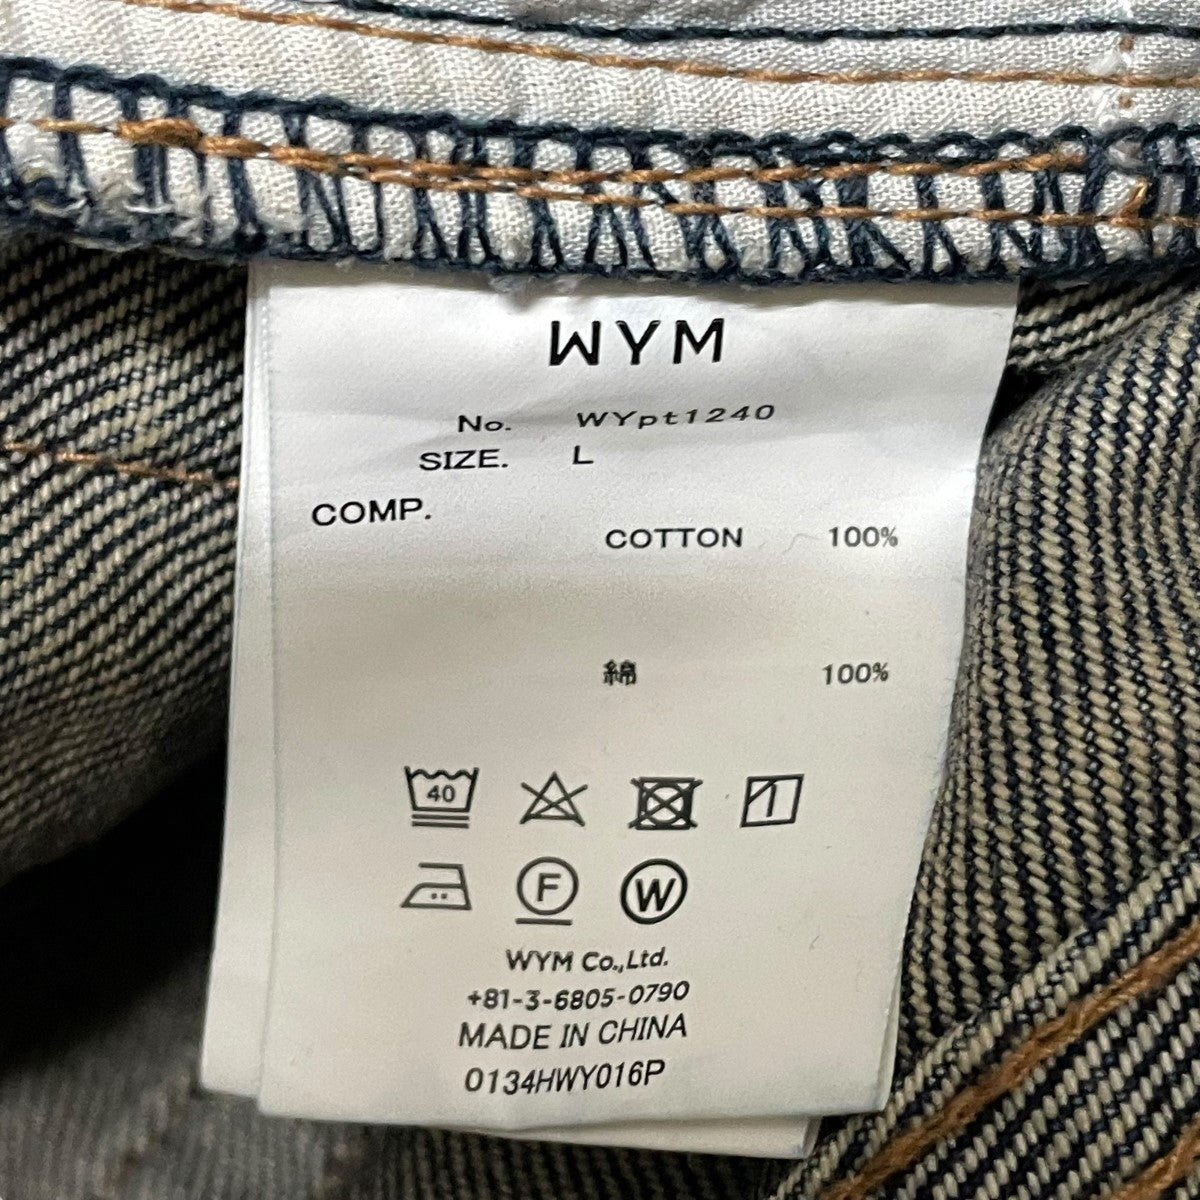 WYM
No. WYpt1240
SIZE. L
COMP.
COTTON 100%
綿 100%
40
F W
WYM Co.,Ltd.
+81-3-6805-0790
MADE IN CHINA
0134HWY016P